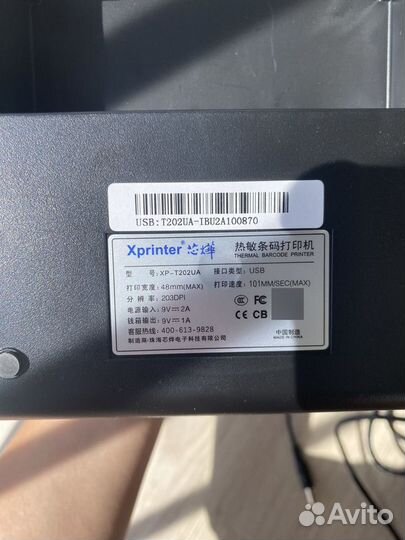 USB:T202UA-IBU2A100870
Xprinter 芯烨 热敏条码打印机
THERMAL BARCODE PRINTER
型 号: XP-T202UA 接口类型: USB
打印宽度: 48mm(MAX) 打印速度: 101MM/SEC(MAX)
分 辨 率: 203DPI
电源输入: 9V 2A
钱箱输出: 9V 1A
客服热线: 400-613-9828
制造商:珠海芯烨电子科技有限公司
CCC CE CB
中国制造
MADE IN CHINA
Avito